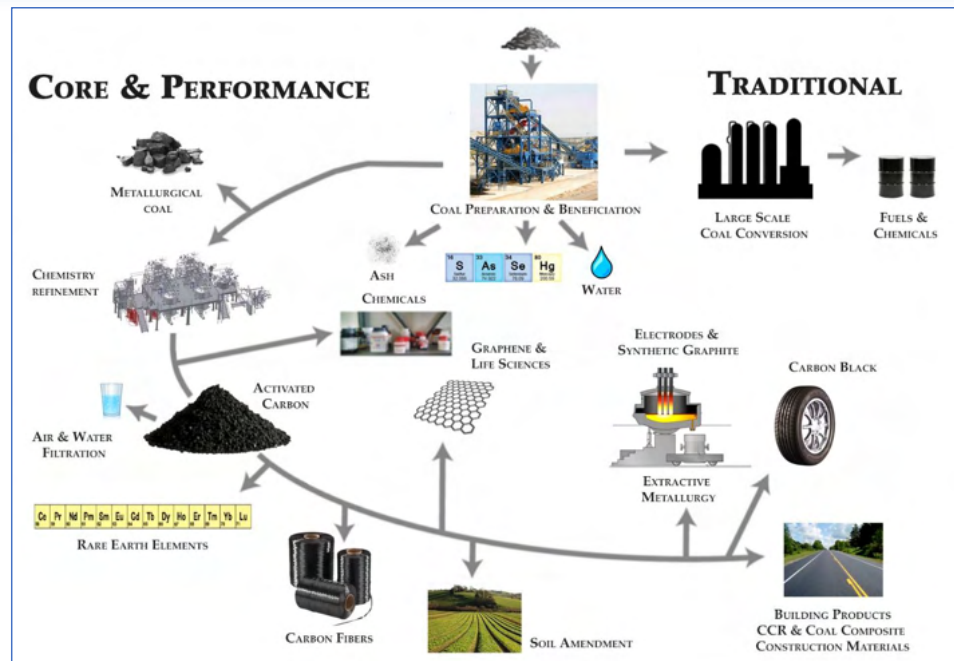 CORE & PERFORMANCE
TRADITIONAL
METALLURGICAL
COAL
COAL PREPARATION & BENEFICIATION
LARGE SCALE
COAL CONVERSION
FUELS &
CHEMICALS
CHEMISTRY
REFINEMENT
ASH
S As Se Hg
WATER
CHEMICALS
GRAPHENE &
LIFE SCIENCES
ELECTRODES &
SYNTHETIC GRAPHITE
CARBON BLACK
ACTIVATED
CARBON
AIR & WATER
FILTRATION
EXTRACTIVE
METALLURGY
Ce Pr Nd Pm Sm Eu Gd Tb Dy Ho Er Tm Yb Lu
RARE EARTH ELEMENTS
CARBON FIBERS
SOIL AMENDMENT
BUILDING PRODUCTS
CCR & COAL COMPOSITE
CONSTRUCTION MATERIALS